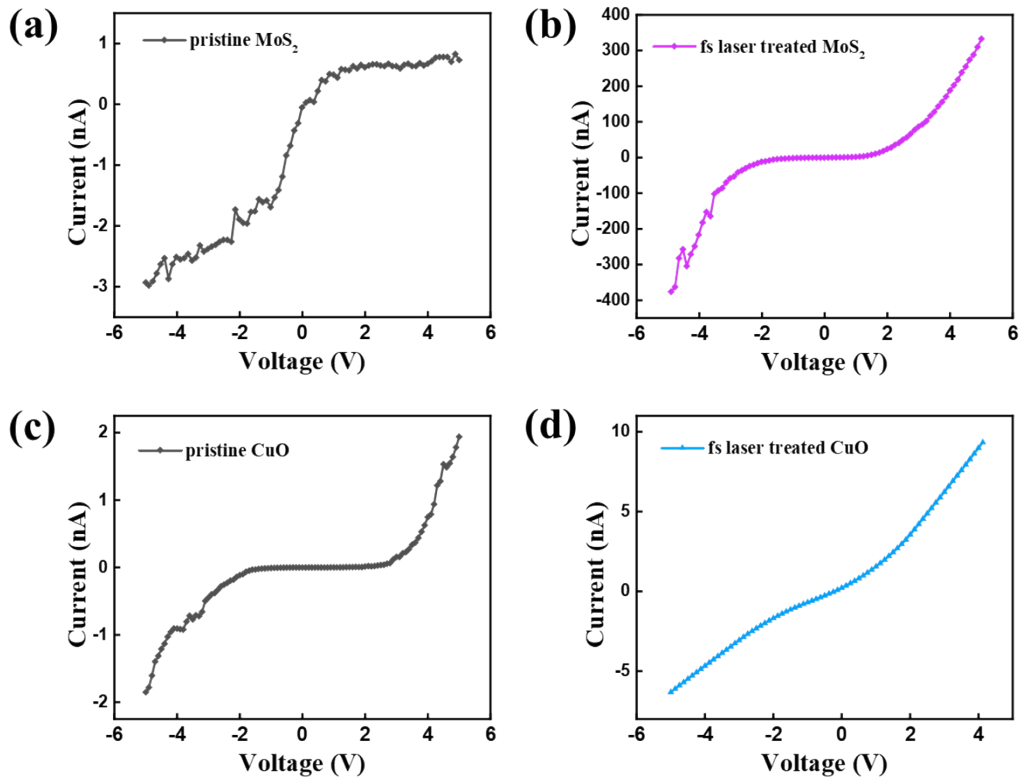 (a)
pristine MoS₂
1
0
-1
-2
-3
Current (nA)
-6 -4 -2 0 2 4 6
Voltage (V)
(b)
fs laser treated MoS₂
400
300
200
100
0
-100
-200
-300
-400
Current (nA)
-6 -4 -2 0 2 4 6
Voltage (V)
(c)
pristine CuO
2
1
0
-1
-2
Current (nA)
-6 -4 -2 0 2 4 6
Voltage (V)
(d)
fs laser treated CuO
10
5
0
-5
Current (nA)
-6 -4 -2 0 2 4
Voltage (V)